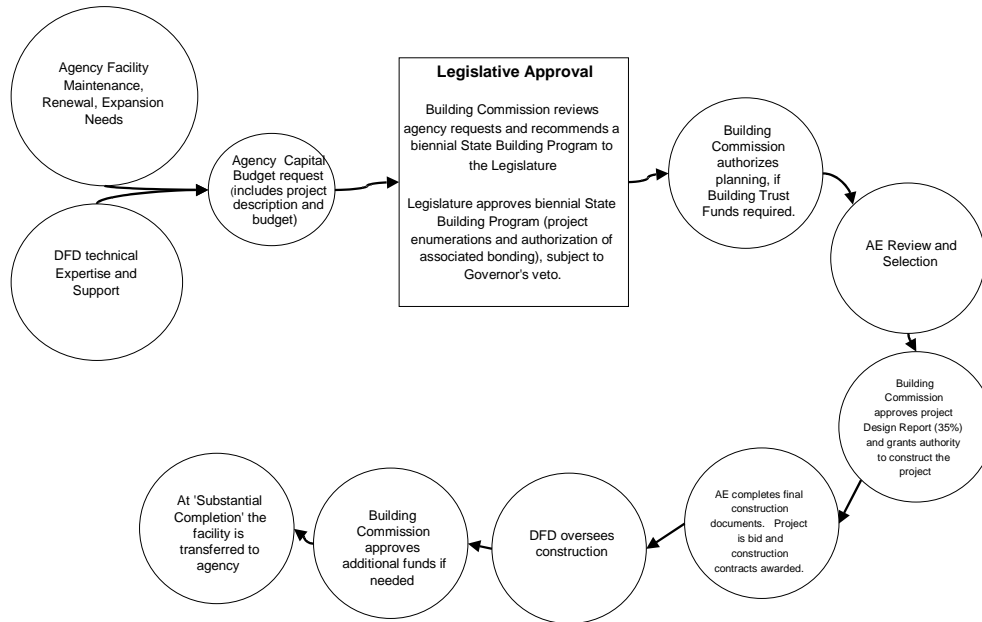 Agency Facility
Maintenance,
Renewal, Expansion
Needs
DFD technical
Expertise and
Support
Agency Capital
Budget request
(includes project
description and
budget)
Legislative Approval
Building Commission reviews
agency requests and recommends a
biennial State Building Program to
the Legislature
Legislature approves biennial State
Building Program (project
enumerations and authorization of
associated bonding), subject to
Governor's veto.
Building
Commission
authorizes
planning, if
Building Trust
Funds required.
AE Review and
Selection
Building
Commission
approves project
Design Report (35%)
and grants authority
to construct the
project
AE completes final
construction
documents. Project
is bid and
construction
contracts awarded.
DFD oversees
construction
Building
Commission
approves
additional funds if
needed
At 'Substantial
Completion' the
facility is
transferred to
agency